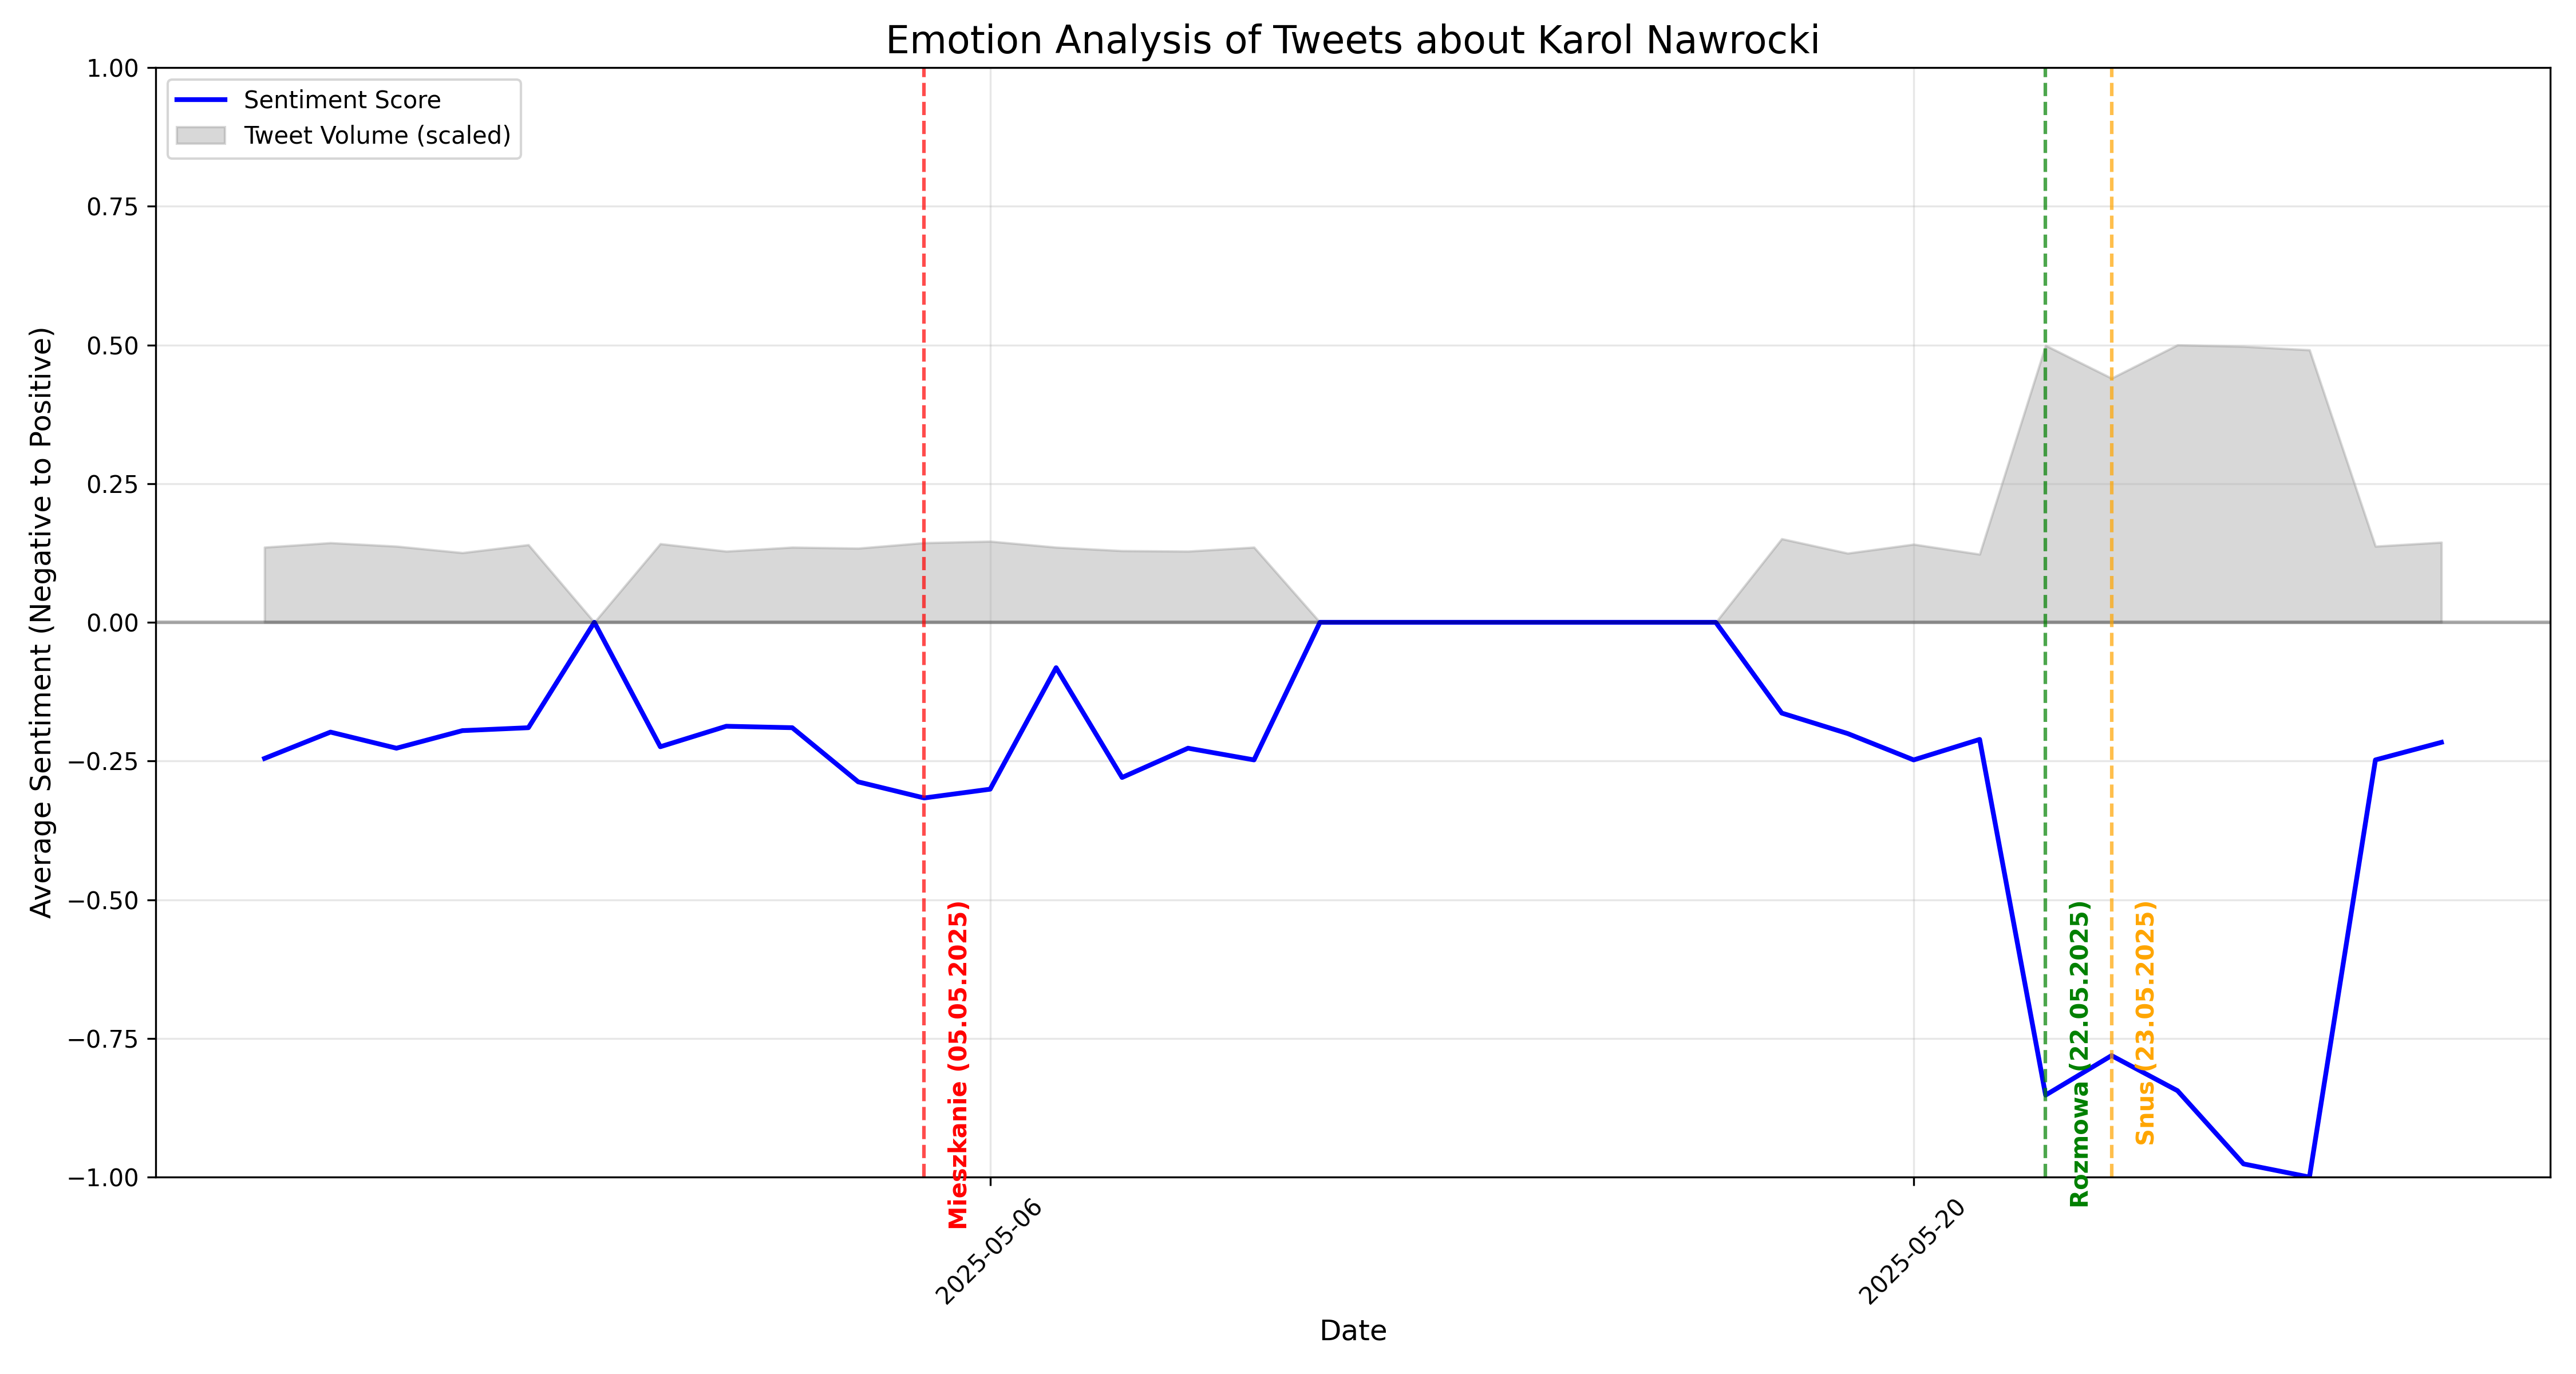 Emotion Analysis of Tweets about Karol Nawrocki
Sentiment Score
Tweet Volume (scaled)
Average Sentiment (Negative to Positive)
1.00
0.75
0.50
0.25
0.00
−0.25
−0.50
−0.75
−1.00
Mieszkanie (05.05.2025)
Rozmowa (22.05.2025)
Snus (23.05.2025)
2025-05-06
2025-05-20
Date